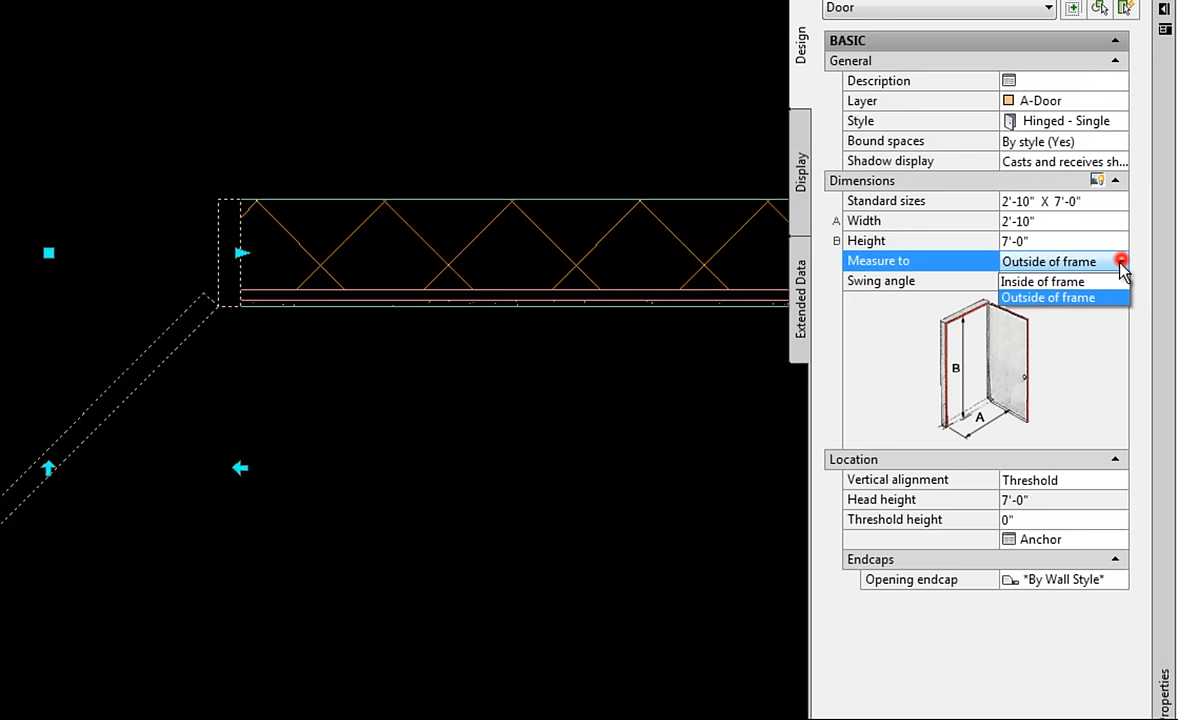 Door
Design
BASIC
General
Description
Layer A-Door
Style Hinged - Single
Bound spaces By style (Yes)
Shadow display Casts and receives sh...
Display
Dimensions
Standard sizes 2'-10" X 7'-0"
A Width 2'-10"
B Height 7'-0"
Measure to Outside of frame
Swing angle Inside of frame
Outside of frame
Extended Data
B
A
Location
Vertical alignment Threshold
Head height 7'-0"
Threshold height 0"
Anchor
Endcaps
Opening endcap *By Wall Style*
Properties